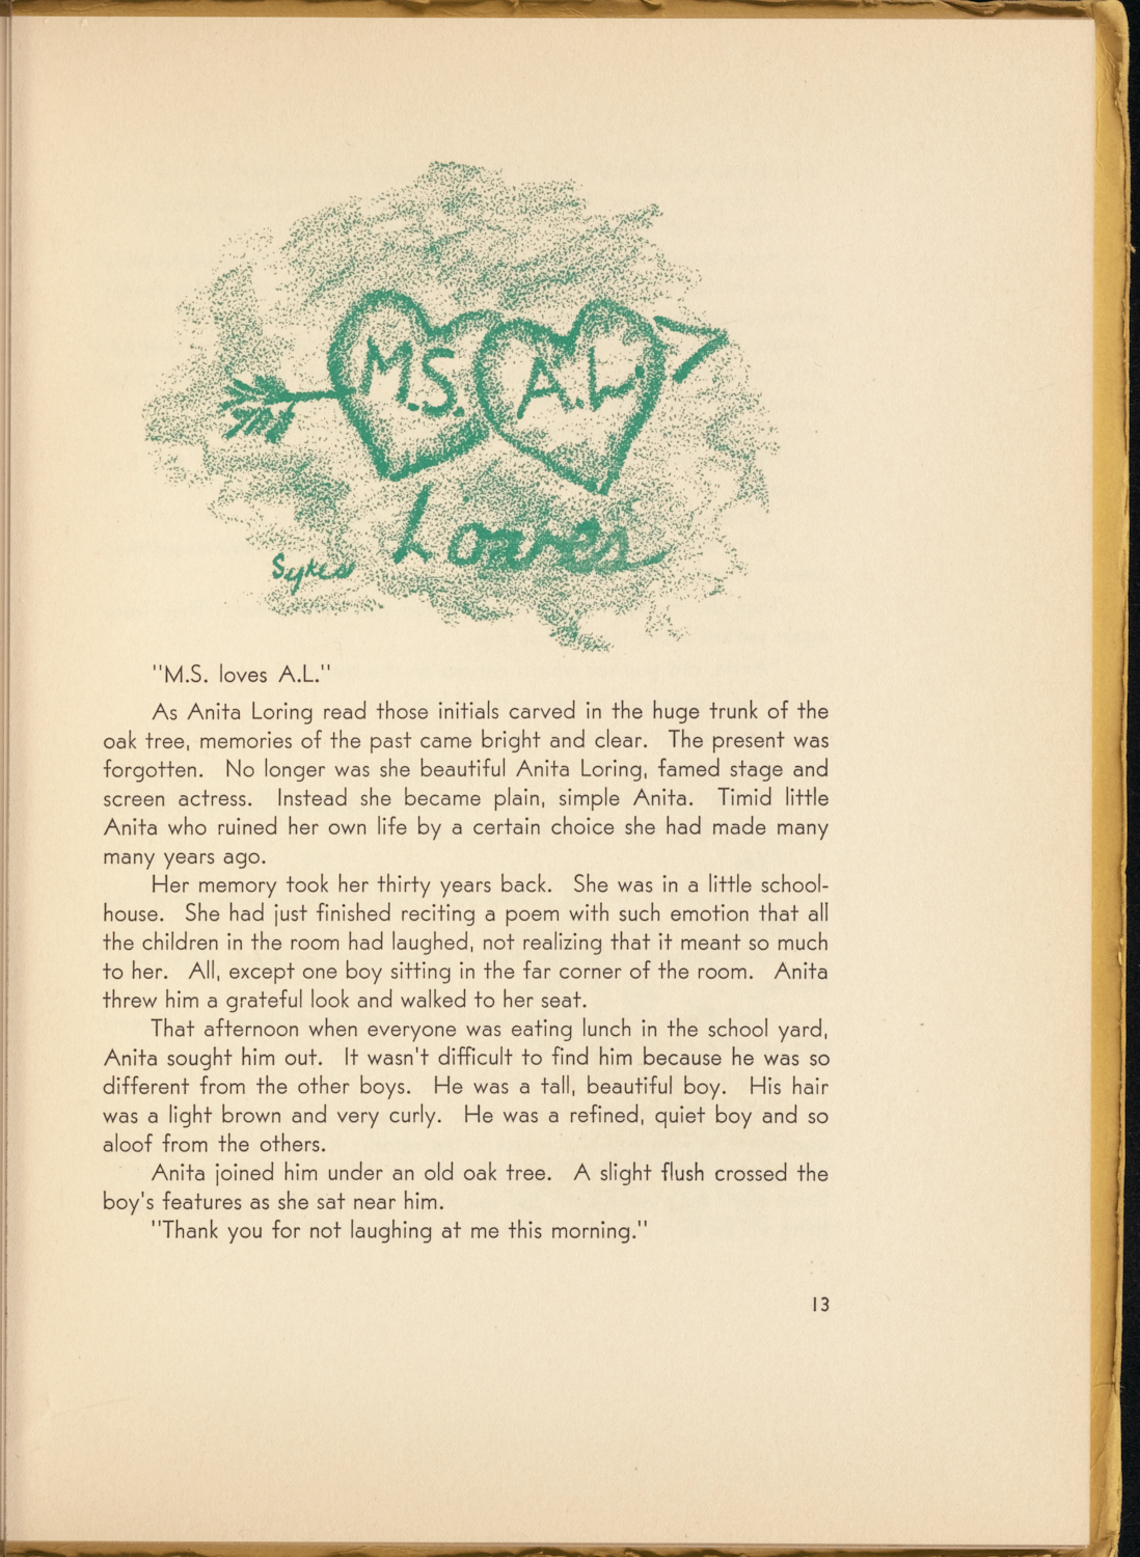 M.S. A.L.
Loves
Sykes
"M.S. loves A.L."
As Anita Loring read those initials carved in the huge trunk of the
oak tree, memories of the past came bright and clear. The present was
forgotten. No longer was she beautiful Anita Loring, famed stage and
screen actress. Instead she became plain, simple Anita. Timid little
Anita who ruined her own life by a certain choice she had made many
many years ago.
Her memory took her thirty years back. She was in a little school-
house. She had just finished reciting a poem with such emotion that all
the children in the room had laughed, not realizing that it meant so much
to her. All, except one boy sitting in the far corner of the room. Anita
threw him a grateful look and walked to her seat.
That afternoon when everyone was eating lunch in the school yard,
Anita sought him out. It wasn't difficult to find him because he was so
different from the other boys. He was a tall, beautiful boy. His hair
was a light brown and very curly. He was a refined, quiet boy and so
aloof from the others.
Anita joined him under an old oak tree. A slight flush crossed the
boy's features as she sat near him.
"Thank you for not laughing at me this morning."
13